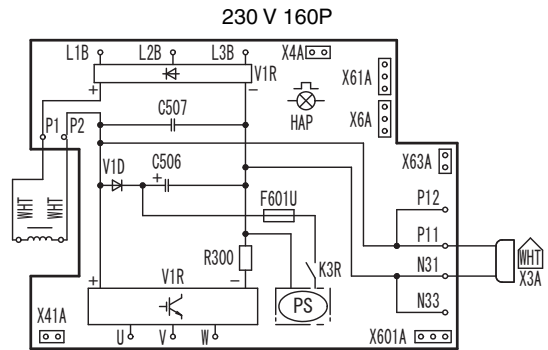 230 V 160P
L1B L2B L3B X4A
V1R X61A
+ −
C507 HAP X6A
P1 P2
V1D C506 X63A
+
WHT WHT F601U P12
P11
R300 K3R N31 WHT
+ V1R − X3A
PS N33
X41A
U V W X601A